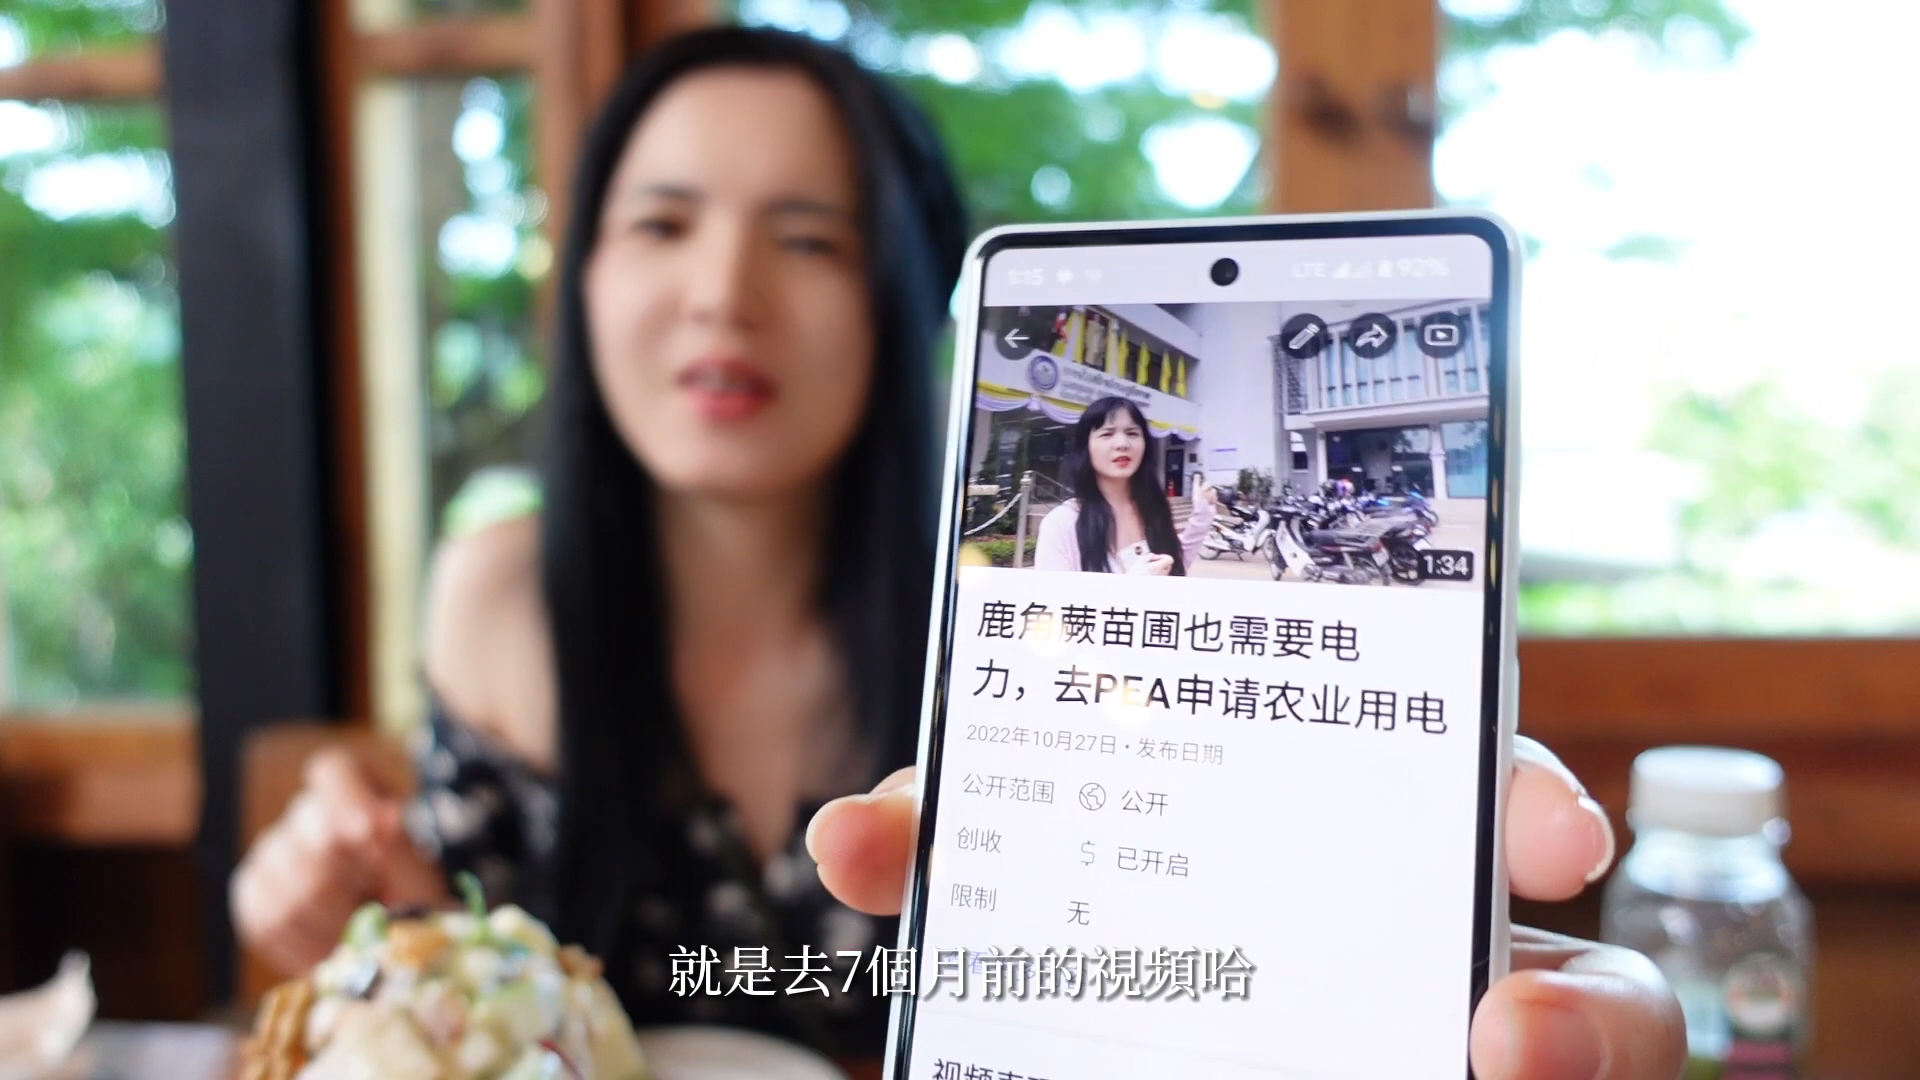 LTE 92%
1:34
鹿角蕨苗圃也需要电
力，去PEA申请农业用电
2022年10月27日 · 发布日期
公开范围 公开
创收 $ 已开启
限制 无
就是去7個月前的視頻哈